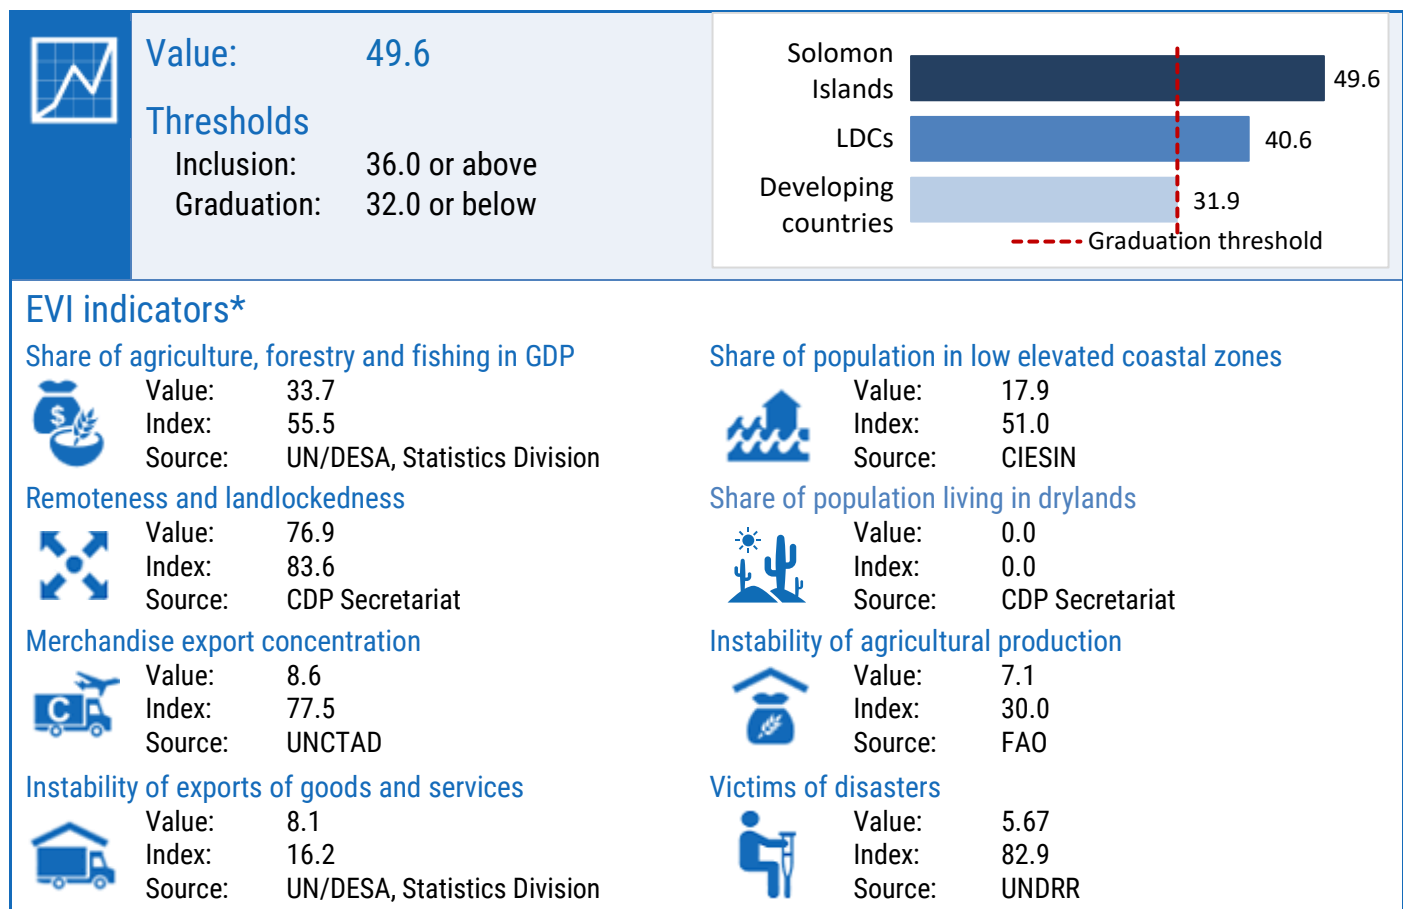 Value: 49.6
Thresholds
Inclusion: 36.0 or above
Graduation: 32.0 or below
Solomon
Islands
49.6
LDCs
40.6
Developing
countries
31.9
Graduation threshold
EVI indicators*
Share of agriculture, forestry and fishing in GDP
Value: 33.7
Index: 55.5
Source: UN/DESA, Statistics Division
Share of population in low elevated coastal zones
Value: 17.9
Index: 51.0
Source: CIESIN
Remoteness and landlockedness
Value: 76.9
Index: 83.6
Source: CDP Secretariat
Share of population living in drylands
Value: 0.0
Index: 0.0
Source: CDP Secretariat
Merchandise export concentration
C
Value: 8.6
Index: 77.5
Source: UNCTAD
Instability of agricultural production
Value: 7.1
Index: 30.0
Source: FAO
Instability of exports of goods and services
Value: 8.1
Index: 16.2
Source: UN/DESA, Statistics Division
Victims of disasters
Value: 5.67
Index: 82.9
Source: UNDRR